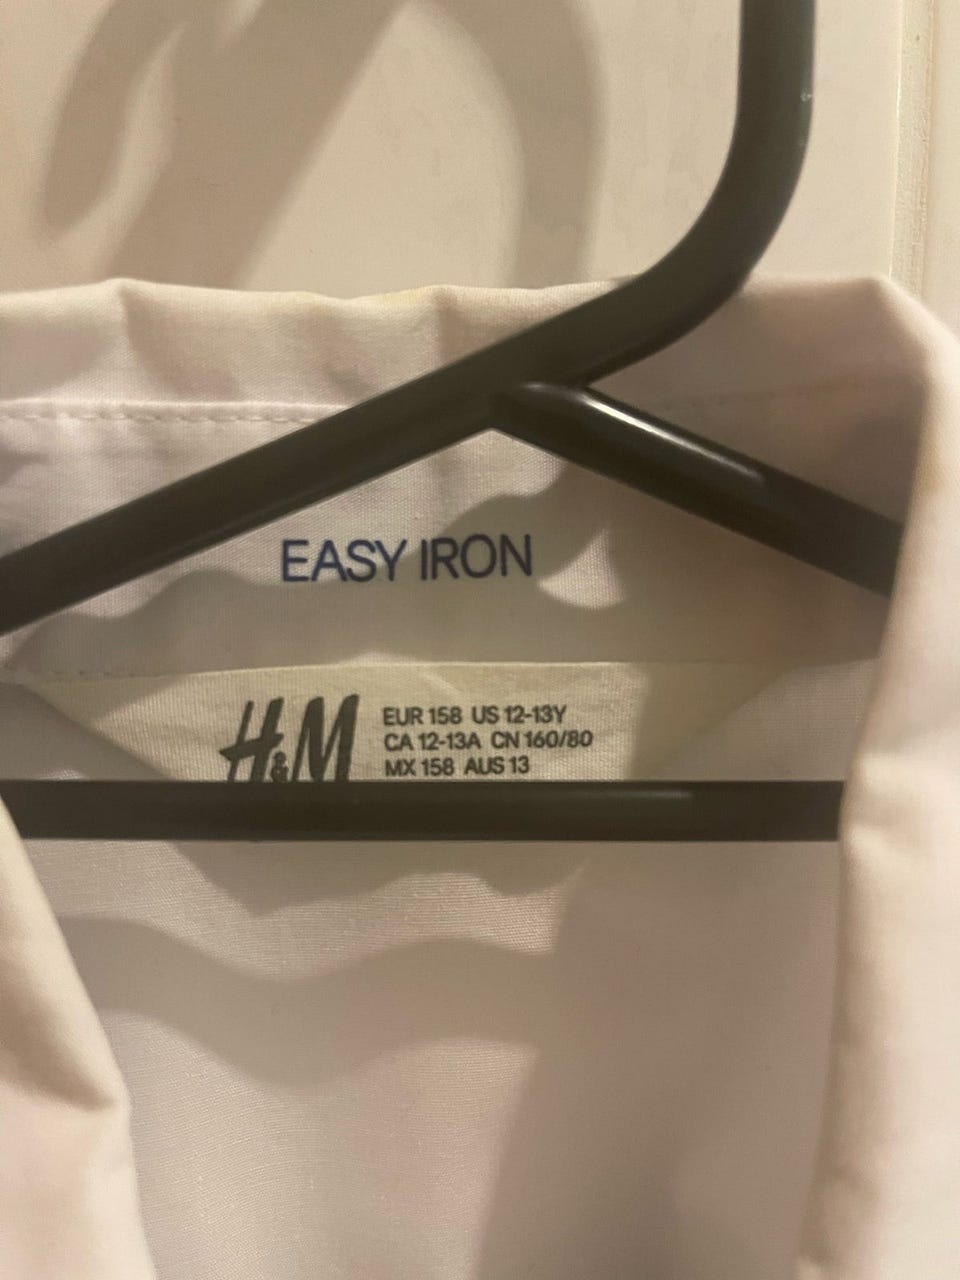 EASY IRON
H&M
EUR 158 US 12-13Y
CA 12-13A CN 160/80
MX 158 AUS 13